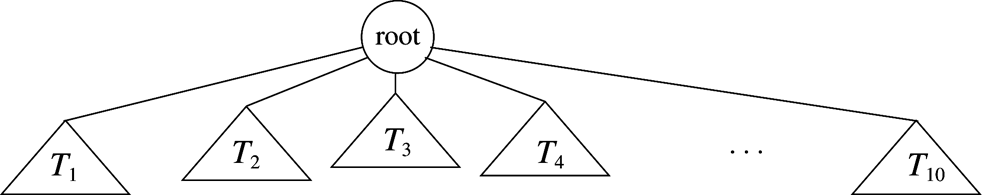 root
T₁ T₂ T₃ T₄ ... T₁₀